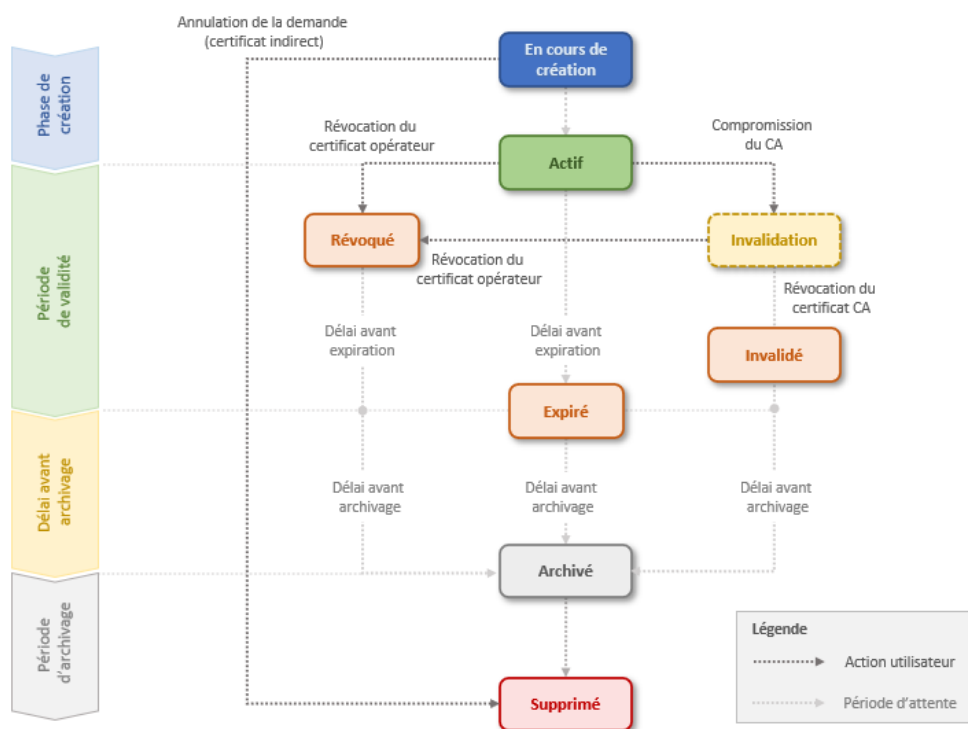 Annulation de la demande
(certificat indirect)
En cours de
création
Phase de
création
Révocation du
certificat opérateur
Compromission
du CA
Actif
Révoqué
Invalidation
Révocation du
certificat opérateur
Révocation du
certificat CA
Période
de validité
Délai avant
expiration
Délai avant
expiration
Invalidé
Expiré
Délai avant
archivage
Délai avant
archivage
Délai avant
archivage
Délai avant
archivage
Archivé
Période
d'archivage
Légende
Action utilisateur
Période d'attente
Supprimé